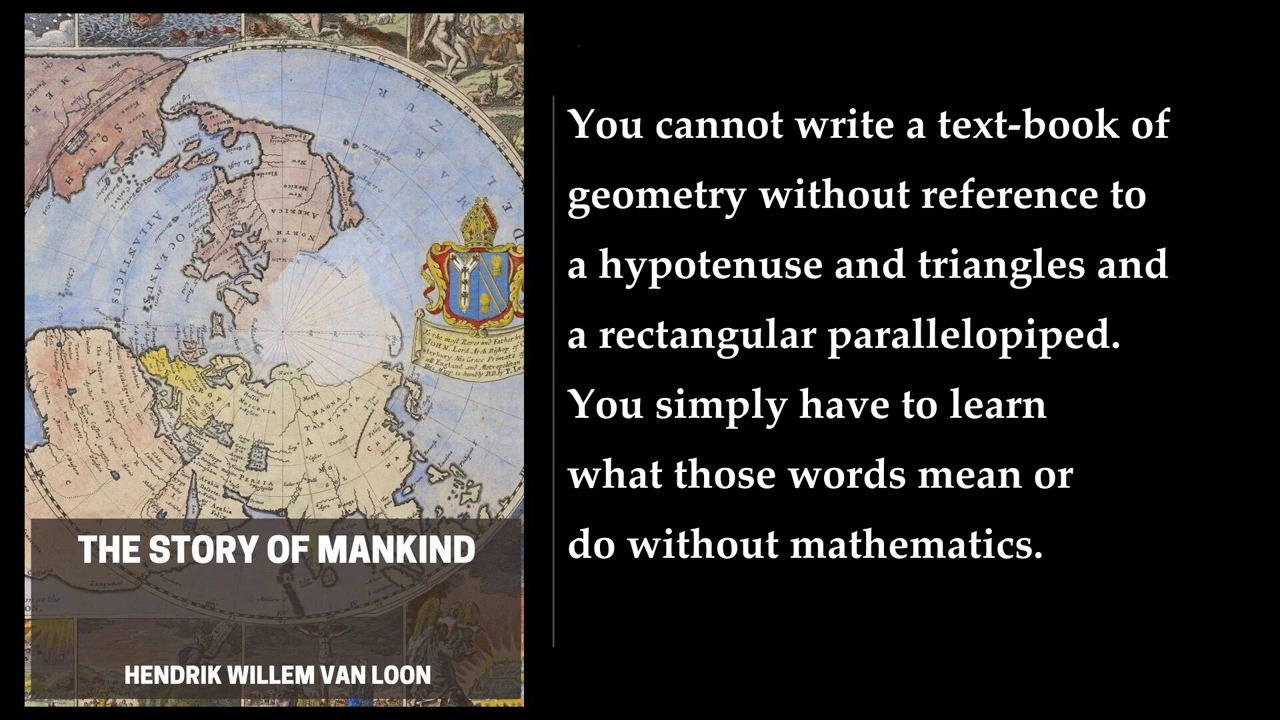 THE STORY OF MANKIND
HENDRIK WILLEM VAN LOON
You cannot write a text-book of
geometry without reference to
a hypotenuse and triangles and
a rectangular parallelopiped.
You simply have to learn
what those words mean or
do without mathematics.